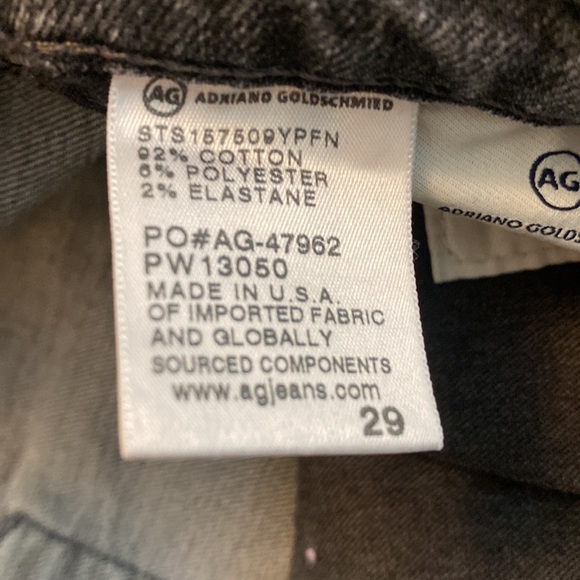 AG ADRIANO GOLDSCHMIED
STS157509YPFN
92% COTTON
6% POLYESTER
2% ELASTANE
PO#AG-47962
PW13050
MADE IN U.S.A.
OF IMPORTED FABRIC
AND GLOBALLY
SOURCED COMPONENTS
www.agjeans.com
29
AG
ADRIANO GOLDS